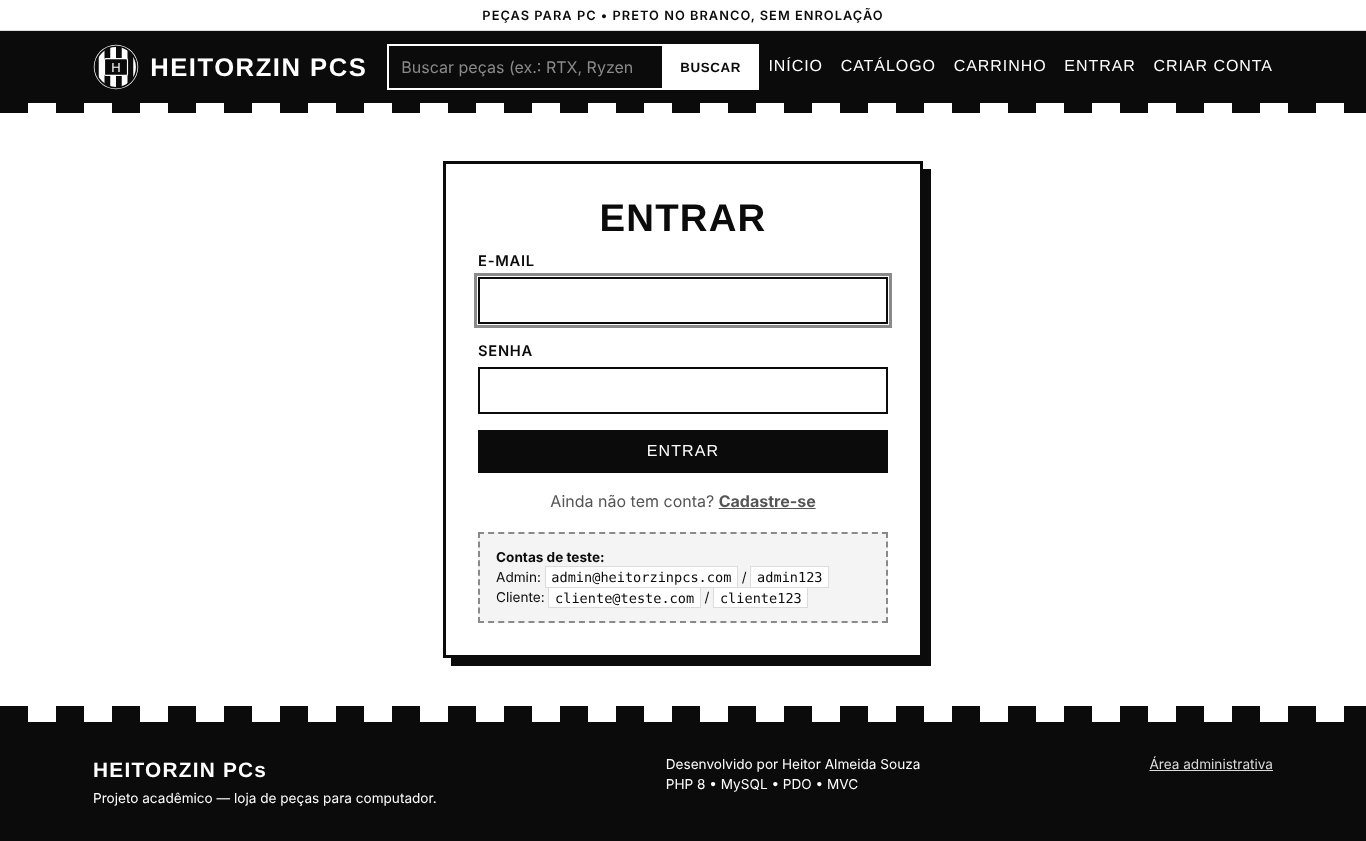 PEÇAS PARA PC • PRETO NO BRANCO, SEM ENROLAÇÃO
H HEITORZIN PCS Buscar peças (ex.: RTX, Ryzen BUSCAR INÍCIO CATÁLOGO CARRINHO ENTRAR CRIAR CONTA
ENTRAR
E-MAIL
SENHA
ENTRAR
Ainda não tem conta? Cadastre-se
Contas de teste:
Admin: admin@heitorzinpcs.com / admin123
Cliente: cliente@teste.com / cliente123
HEITORZIN PCs
Projeto acadêmico — loja de peças para computador.
Desenvolvido por Heitor Almeida Souza
PHP 8 • MySQL • PDO • MVC
Área administrativa